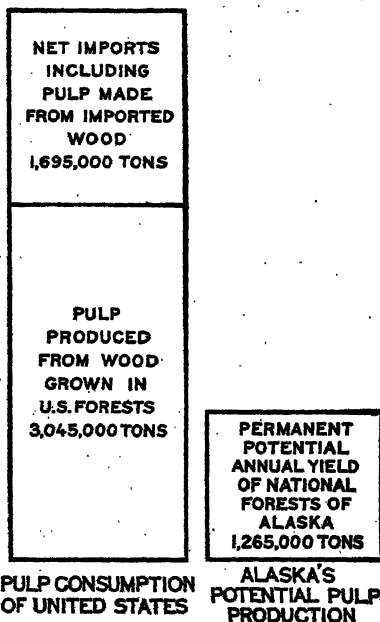 NET IMPORTS
INCLUDING
PULP MADE
FROM IMPORTED
WOOD
1,695,000 TONS
PULP
PRODUCED
FROM WOOD
GROWN IN
U.S. FORESTS
3,045,000 TONS
PULP CONSUMPTION
OF UNITED STATES
PERMANENT
POTENTIAL
ANNUAL YIELD
OF NATIONAL
FORESTS OF
ALASKA
1,265,000 TONS
ALASKA'S
POTENTIAL PULP
PRODUCTION